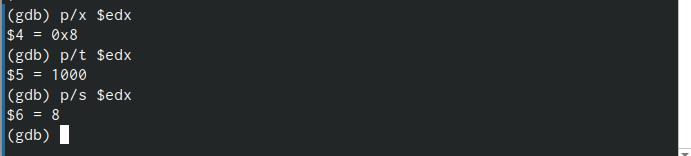 (gdb) p/x $edx
$4 = 0x8
(gdb) p/t $edx
$5 = 1000
(gdb) p/s $edx
$6 = 8
(gdb)